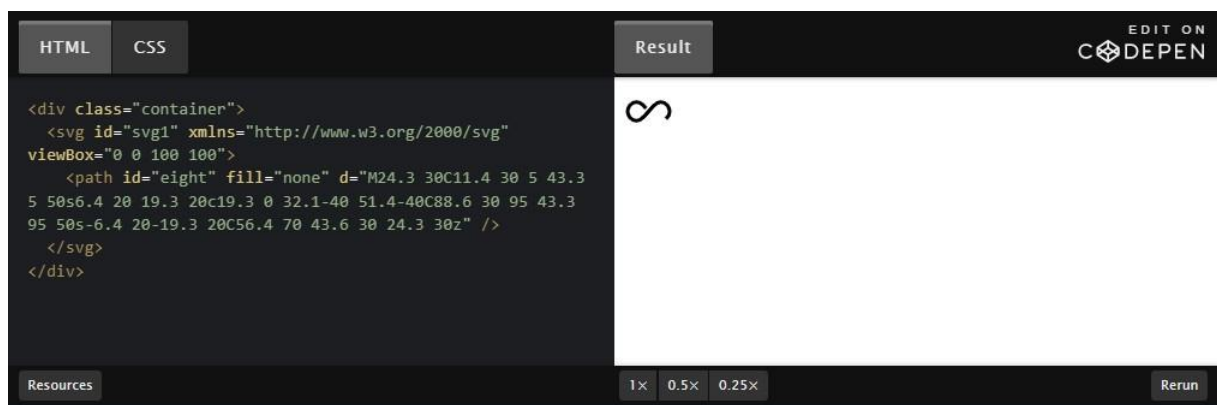 HTML CSS
Result
EDIT ON
CODEPEN
<div class="container">
  <svg id="svg1" xmlns="http://www.w3.org/2000/svg"
viewBox="0 0 100 100">
    <path id="eight" fill="none" d="M24.3 30C11.4 30 5 43.3
5 50s6.4 20 19.3 20c19.3 0 32.1-40 51.4-40C88.6 30 95 43.3
95 50s-6.4 20-19.3 20C56.4 70 43.6 30 24.3 30z" />
  </svg>
</div>
Resources
1× 0.5× 0.25×
Rerun